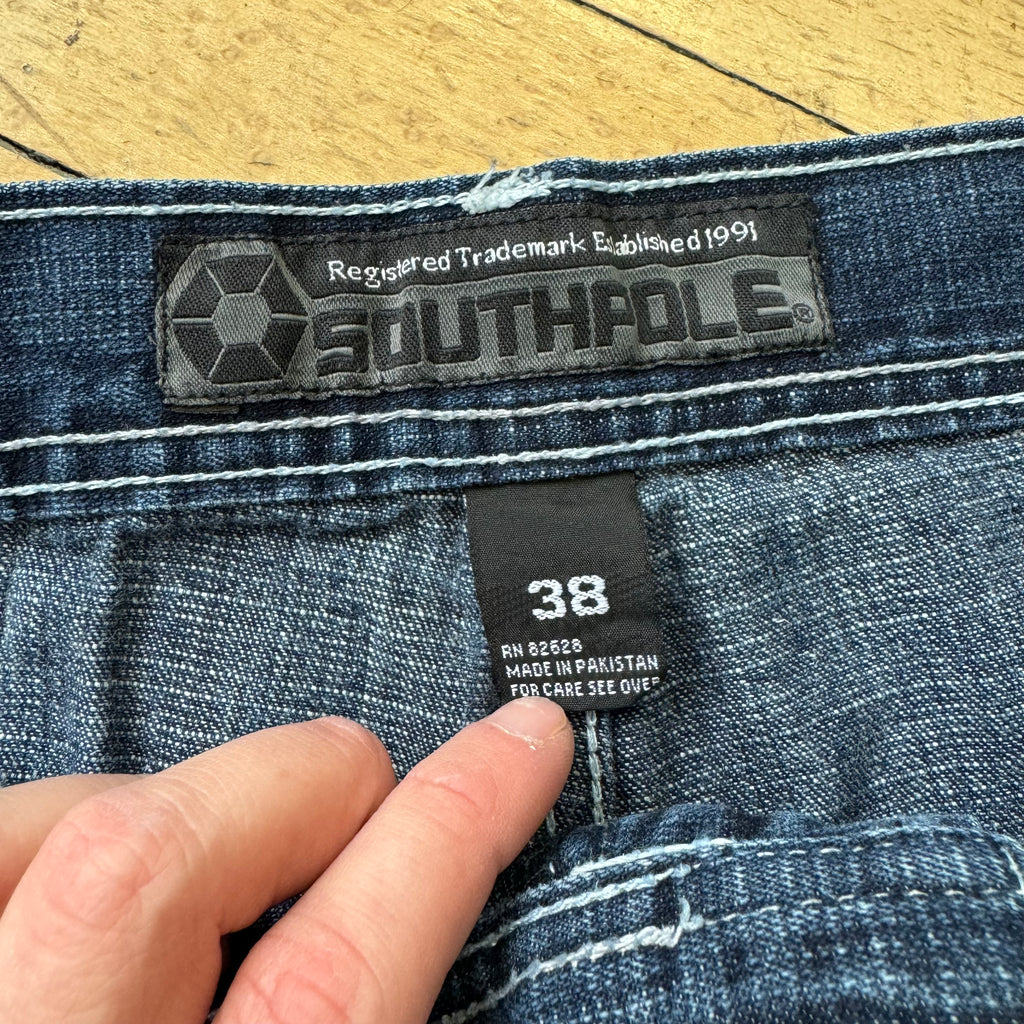 Registered Trademark Established 1991
SOUTHPOLE®
38
RN 82628
MADE IN PAKISTAN
FOR CARE SEE OVER